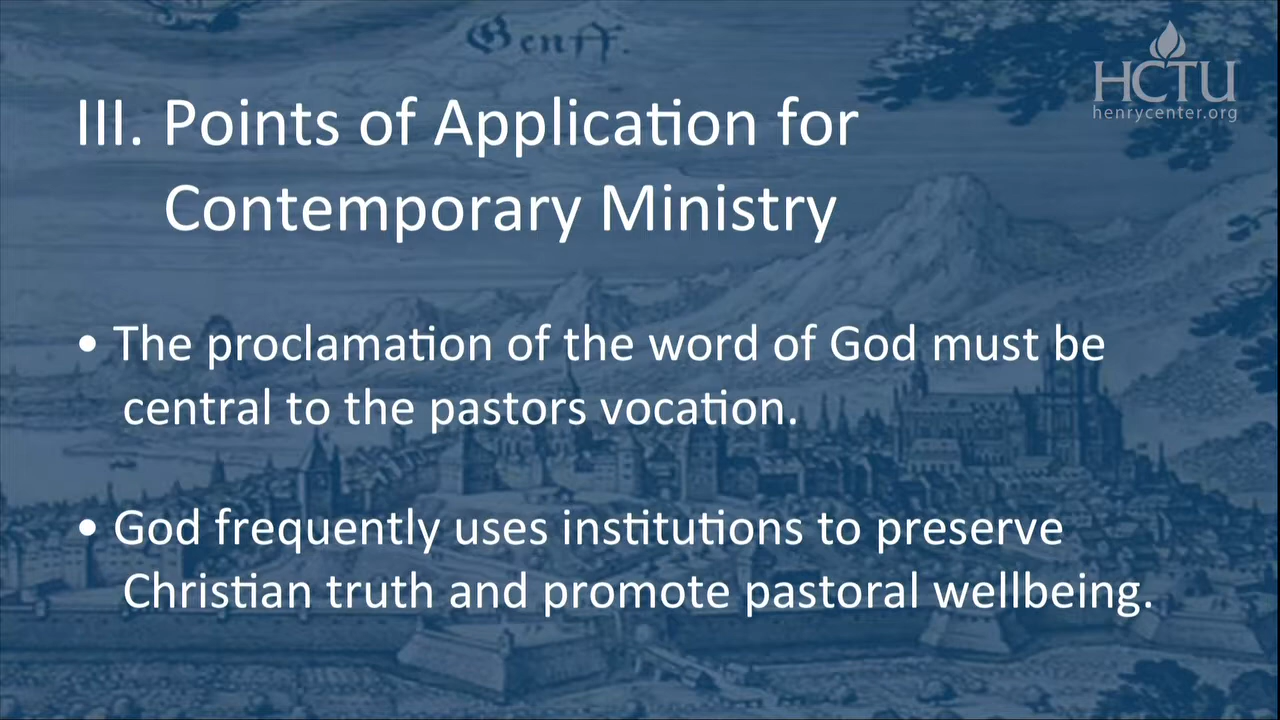 Genff.
HCTU
henrycenter.org
III. Points of Application for
Contemporary Ministry
• The proclamation of the word of God must be
central to the pastors vocation.
• God frequently uses institutions to preserve
Christian truth and promote pastoral wellbeing.